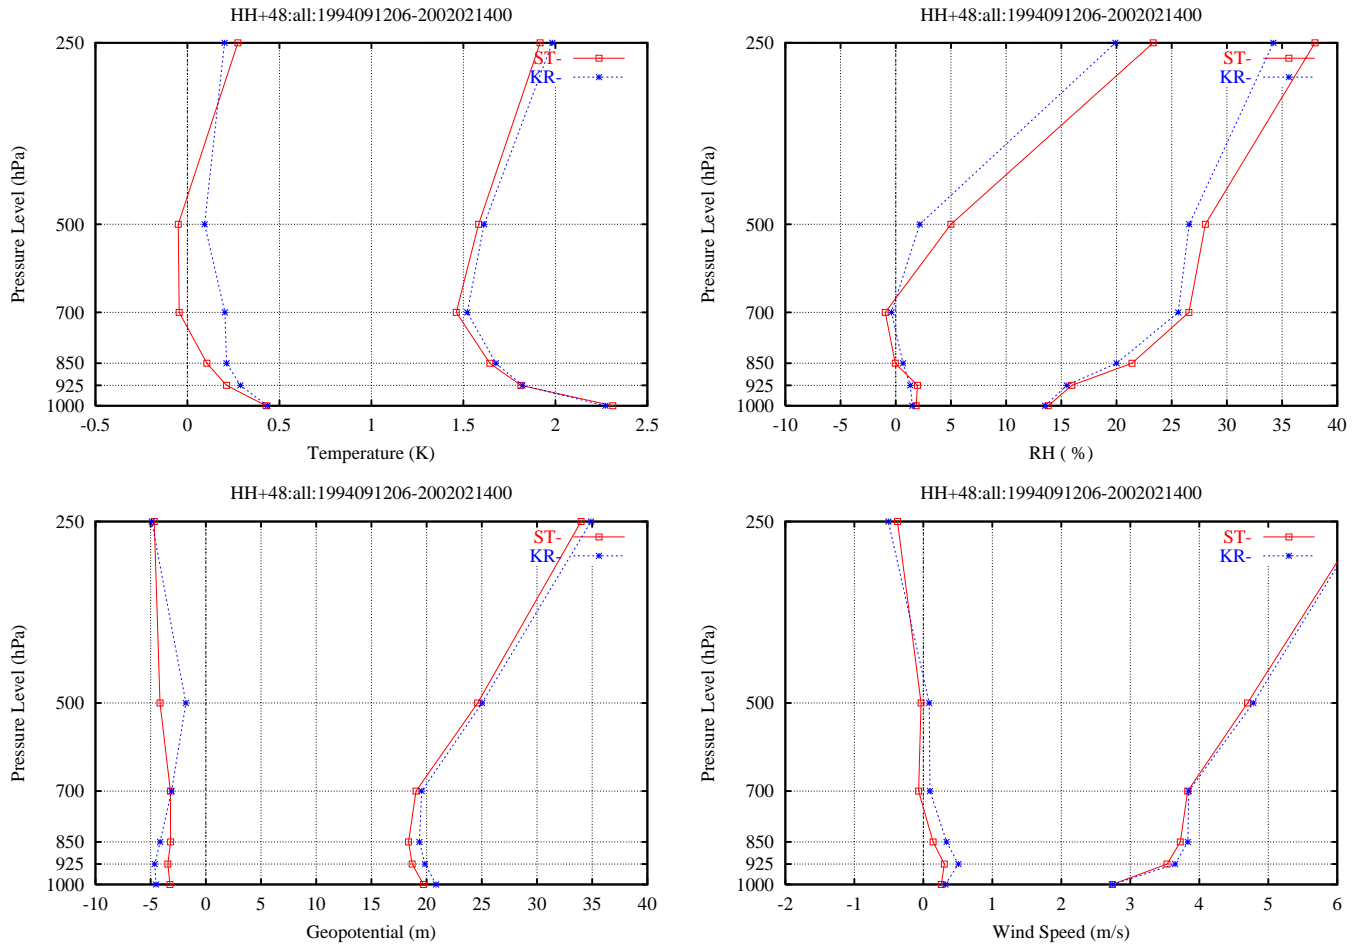 HH+48:all:1994091206-2002021400
250
500
700
850
925
1000
-0.5 0 0.5 1 1.5 2 2.5
Pressure Level (hPa)
Temperature (K)
ST-
KR-
HH+48:all:1994091206-2002021400
250
500
700
850
925
1000
-10 -5 0 5 10 15 20 25 30 35 40
Pressure Level (hPa)
RH ( %)
ST-
KR-
HH+48:all:1994091206-2002021400
250
500
700
850
925
1000
-10 -5 0 5 10 15 20 25 30 35 40
Pressure Level (hPa)
Geopotential (m)
ST-
KR-
HH+48:all:1994091206-2002021400
250
500
700
850
925
1000
-2 -1 0 1 2 3 4 5 6
Pressure Level (hPa)
Wind Speed (m/s)
ST-
KR-